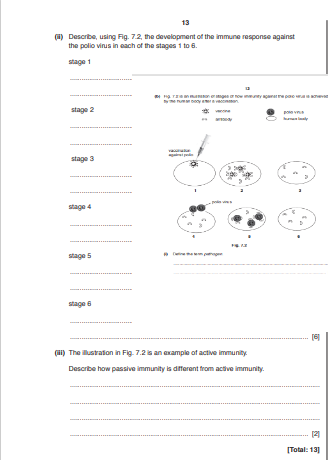 13
(ii) Describe, using Fig. 7.2, the development of the immune response against
the polio virus in each of the stages 1 to 6.
stage 1
13
(b) Fig. 7.2 is an illustration of stages of how immunity against the polio virus is achieved
by the human body after a vaccination.
vaccine
polio virus
antibody
human body
stage 2
vaccination
against polio
stage 3
1
2
3
polio virus
stage 4
4
5
6
Fig. 7.2
stage 5
(i) Define the term pathogen.
stage 6
[6]
(iii) The illustration in Fig. 7.2 is an example of active immunity.
Describe how passive immunity is different from active immunity.
[2]
[Total: 13]